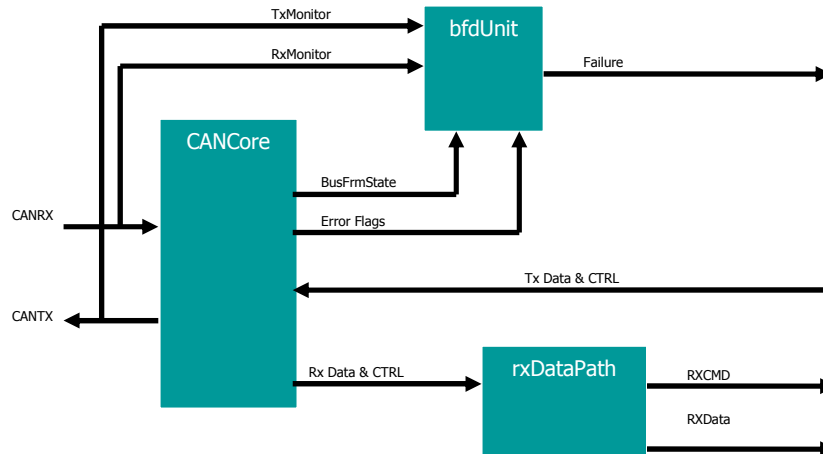 TxMonitor
bfdUnit
RxMonitor
Failure
CANCore
BusFrmState
CANRX
Error Flags
Tx Data & CTRL
CANTX
Rx Data & CTRL
rxDataPath
RXCMD
RXData